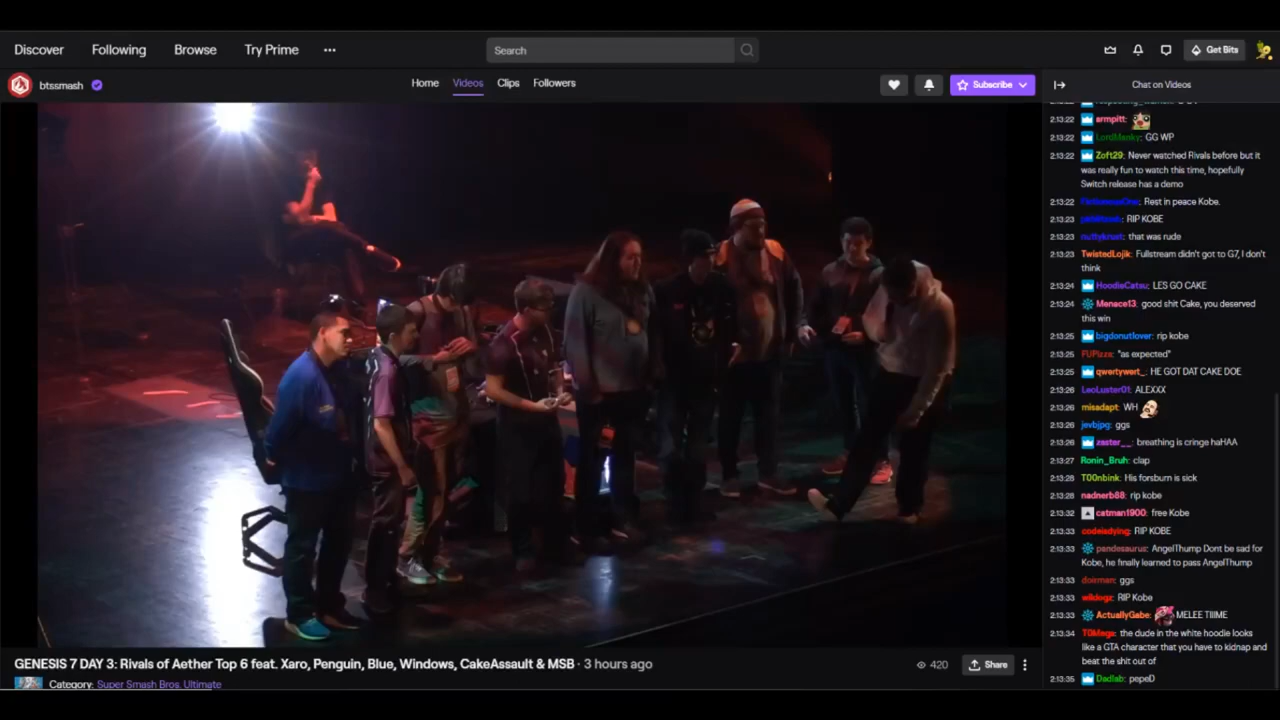 Discover Following Browse Try Prime Search Get Bits
btssmash Home Videos Clips Followers Subscribe Chat on Videos
2:13:22 armpitt:
2:13:22 LordManky: GG WP
2:13:22 Zoft29: Never watched Rivals before but it
was really fun to watch this time, hopefully
Switch release has a demo
2:13:22 Rest in peace Kobe.
2:13:23 RIP KOBE
2:13:23 nuttykrust: that was rude
2:13:23 TwistedLojik: Fullstream didn't got to G7, I don't
think
2:13:24 HoodieCatsu: LES GO CAKE
2:13:24 Menace13: good shit Cake, you deserved
this win
2:13:25 bigdonutlover: rip kobe
2:13:25 FUPizza: "as expected"
2:13:25 qwertywert_: HE GOT DAT CAKE DOE
2:13:26 LeoLuster01: ALEXXX
2:13:26 misadapt: WH
2:13:26 jevbjpg: ggs
2:13:26 zaster__: breathing is cringe haHAA
2:13:27 Ronin_Bruh: clap
2:13:28 T00nbink: His forsburn is sick
2:13:28 nadnerb88: rip kobe
2:13:32 catman1900: free Kobe
2:13:33 codeisdying: RIP KOBE
2:13:33 pandesaurus: AngelThump Dont be sad for
Kobe, he finally learned to pass AngelThump
2:13:33 doirman: ggs
2:13:33 RIP Kobe
2:13:33 ActuallyGabe: MELEE TIIIME
2:13:34 T0Mega: the dude in the white hoodie looks
like a GTA character that you have to kidnap and
beat the shit out of
2:13:35 Dadlab: pepeD
GENESIS 7 DAY 3: Rivals of Aether Top 6 feat. Xaro, Penguin, Blue, Windows, CakeAssault & MSB · 3 hours ago 420 Share
Category: Super Smash Bros. Ultimate